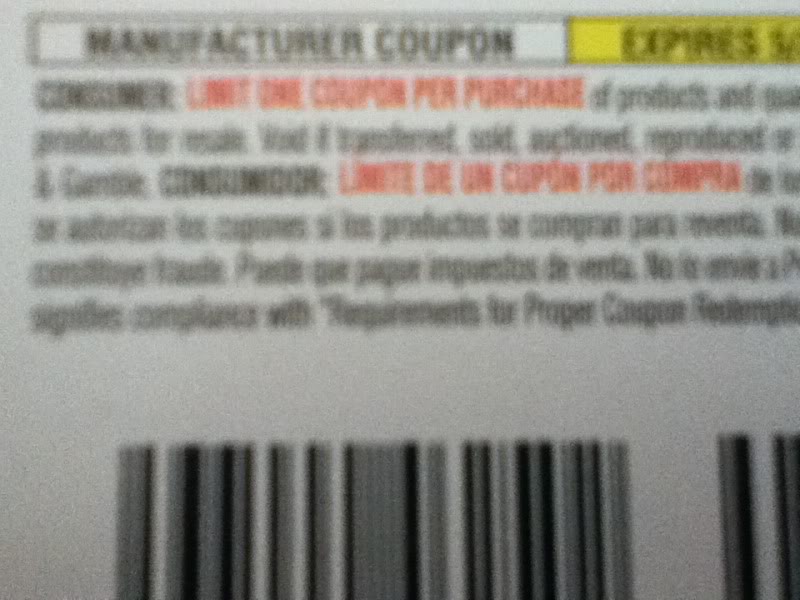 MANUFACTURER COUPON EXPIRES 5/
CONSUMER: LIMIT ONE COUPON PER PURCHASE of products and
products for resale. Void if transferred, sold, auctioned, reproduced or
& Gamble. CONSUMIDOR: LÍMITE DE UN CUPÓN POR COMPRA de
se autorizan los cupones si los productos se compran para reventa.
constituye fraude. Puede que pague impuestos de venta. No lo envíe a
signifies compliance with "Requirements for Proper Coupon